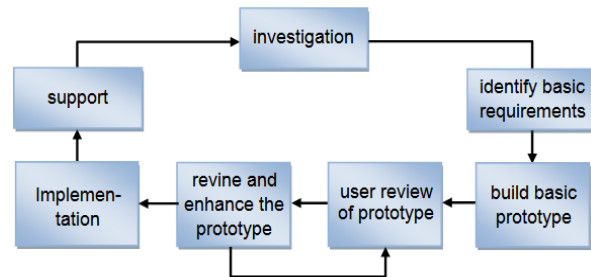 investigation
support
identify basic
requirements
Implemen-
tation
revine and
enhance the
prototype
user review
of prototype
build basic
prototype